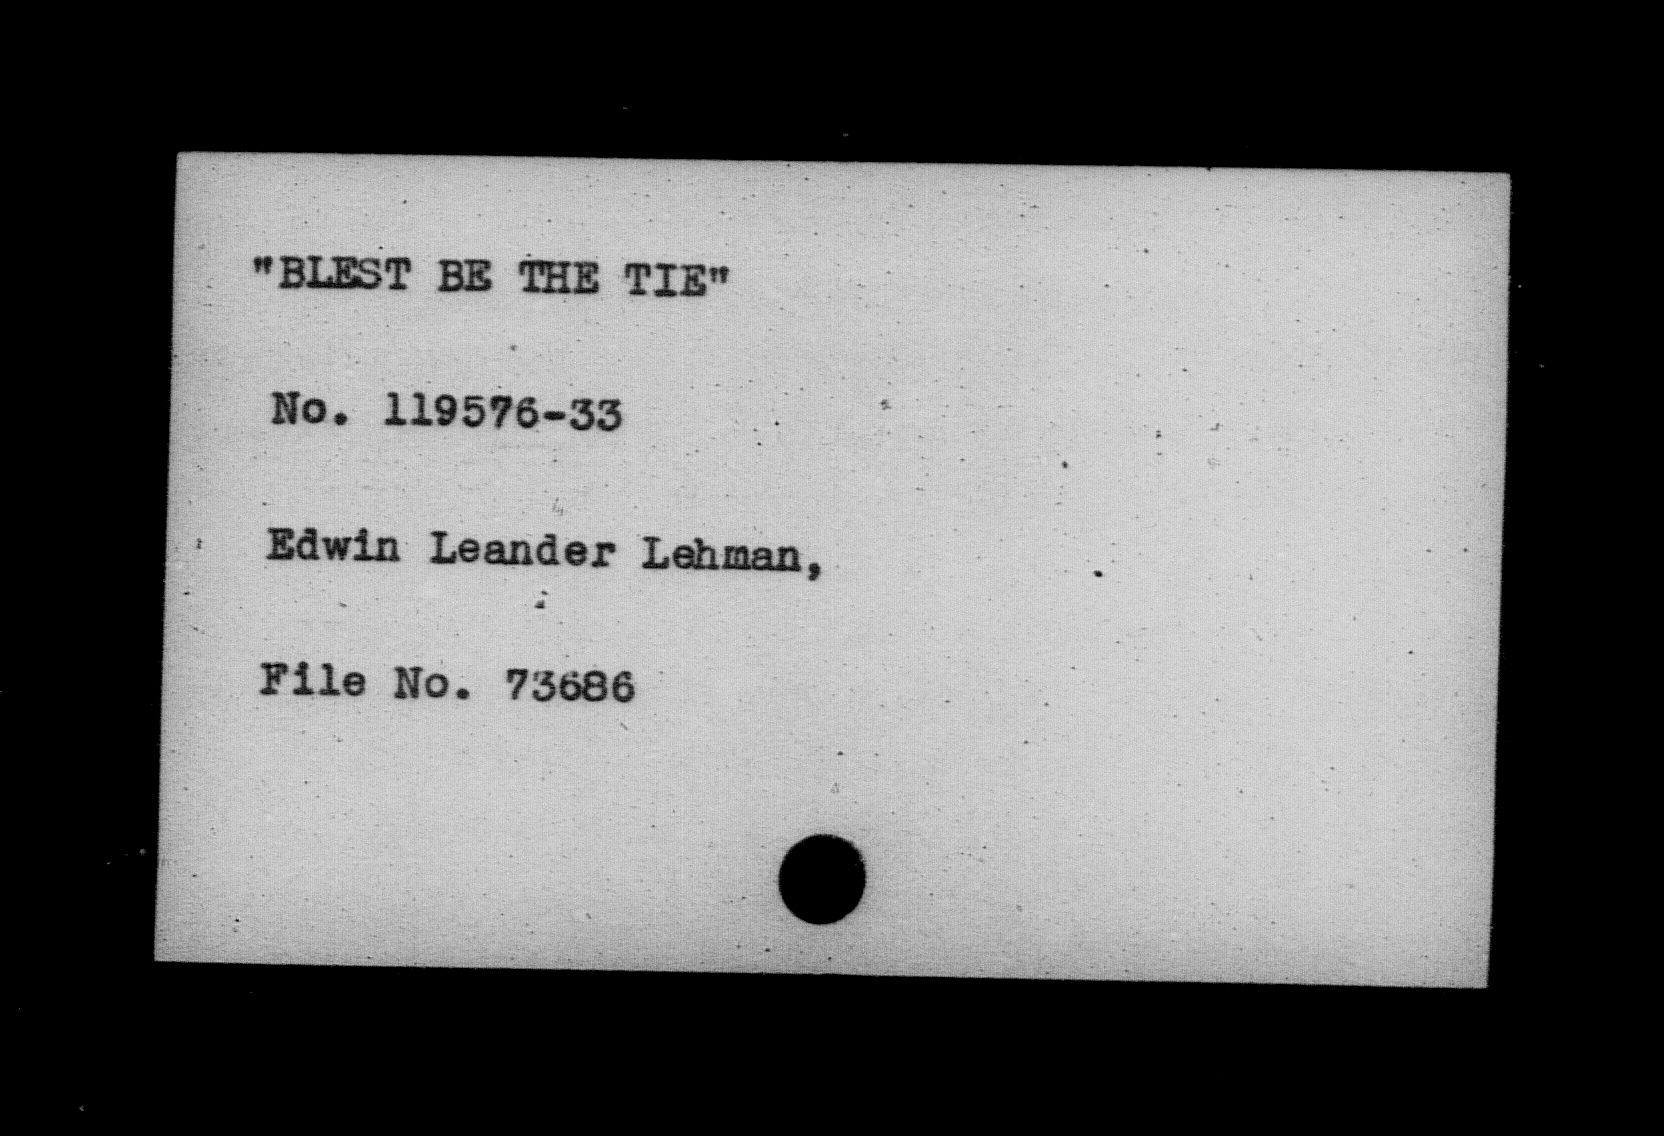 "BLEST BE THE TIE"
No. 119576-33
Edwin Leander Lehman,
File No. 73686